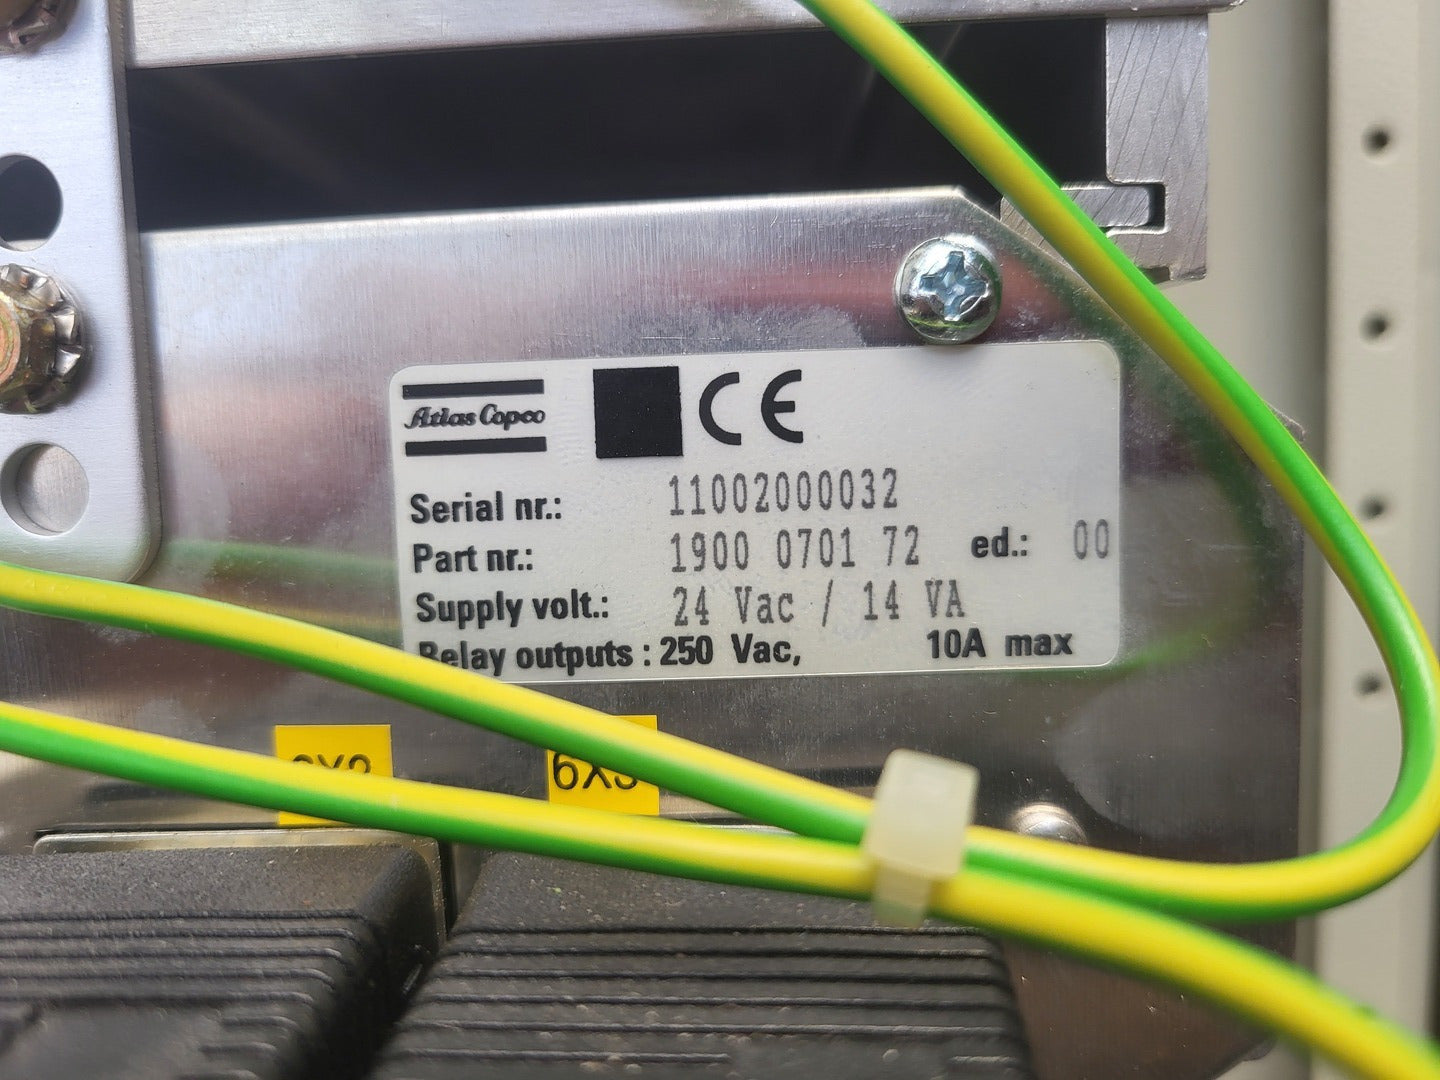 Atlas Copco CE
Serial nr.: 11002000032
Part nr.: 1900 0701 72 ed.: 00
Supply volt.: 24 Vac / 14 VA
Relay outputs : 250 Vac, 10A max